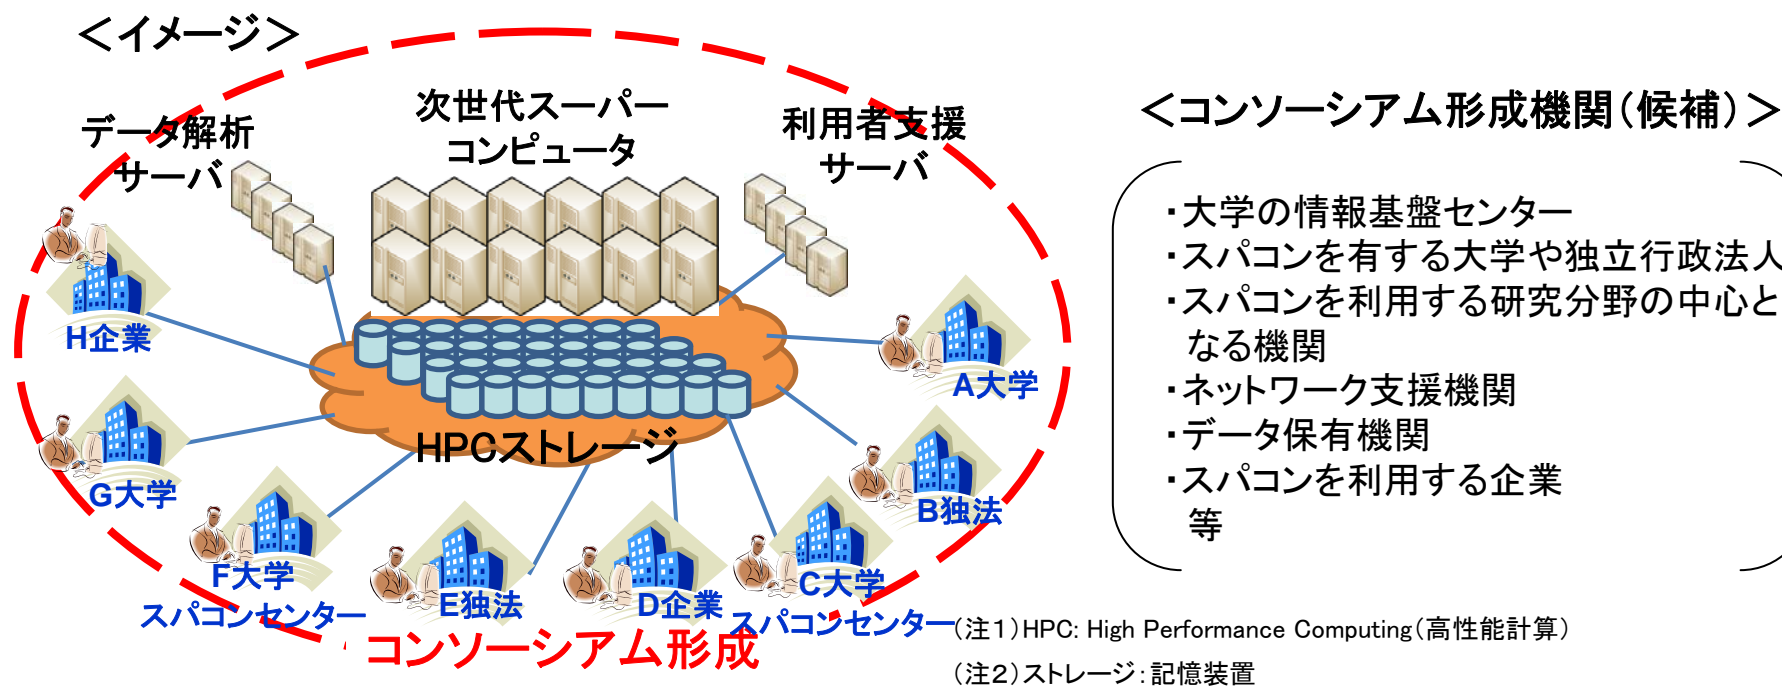 ＜イメージ＞
データ解析
サーバ
次世代スーパー
コンピュータ
利用者支援
サーバ
H企業
G大学
F大学
スパコンセンター
E独法
D企業
C大学
スパコンセンター
B独法
A大学
HPCストレージ
コンソーシアム形成
＜コンソーシアム形成機関（候補）＞
・大学の情報基盤センター
・スパコンを有する大学や独立行政法人
・スパコンを利用する研究分野の中心と
なる機関
・ネットワーク支援機関
・データ保有機関
・スパコンを利用する企業
等
（注１）HPC: High Performance Computing（高性能計算）
（注２）ストレージ：記憶装置